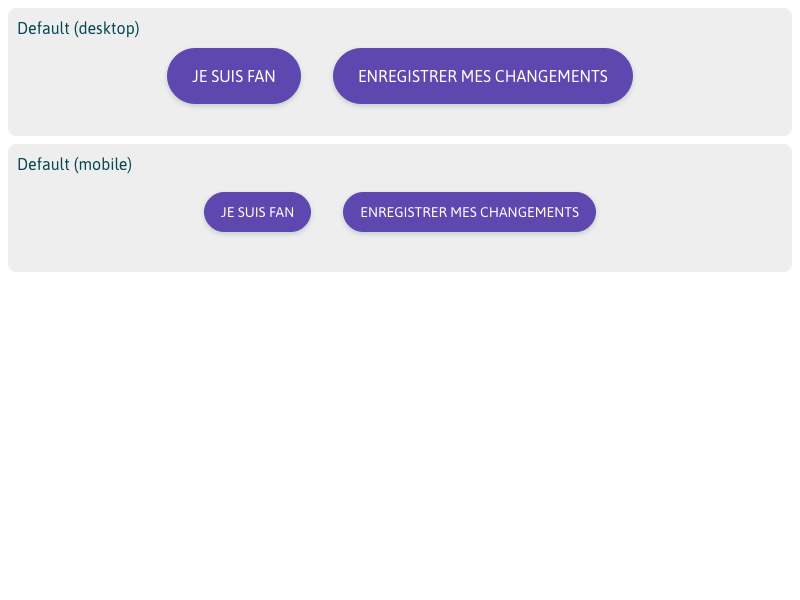 Default (desktop)
JE SUIS FAN ENREGISTRER MES CHANGEMENTS
Default (mobile)
JE SUIS FAN ENREGISTRER MES CHANGEMENTS